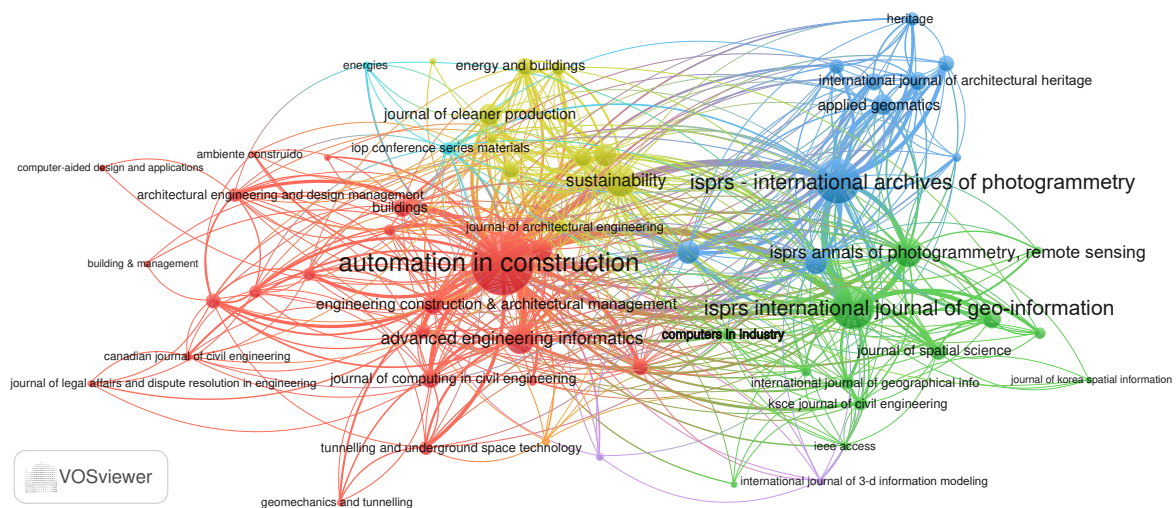 heritage
energies
energy and buildings
international journal of architectural heritage
applied geomatics
journal of cleaner production
iop conference series materials
ambiente construído
computer-aided design and applications
sustainability
isprs - international archives of photogrammetry
architectural engineering and design management
buildings
journal of architectural engineering
isprs annals of photogrammetry, remote sensing
automation in construction
building & management
engineering construction & architectural management
isprs international journal of geo-information
advanced engineering informatics
computers in industry
journal of spatial science
canadian journal of civil engineering
journal of legal affairs and dispute resolution in engineering
journal of computing in civil engineering
international journal of geographical info
journal of korea spatial information
ksce journal of civil engineering
tunnelling and underground space technology
ieee access
international journal of 3-d information modeling
geomechanics and tunnelling
VOSviewer